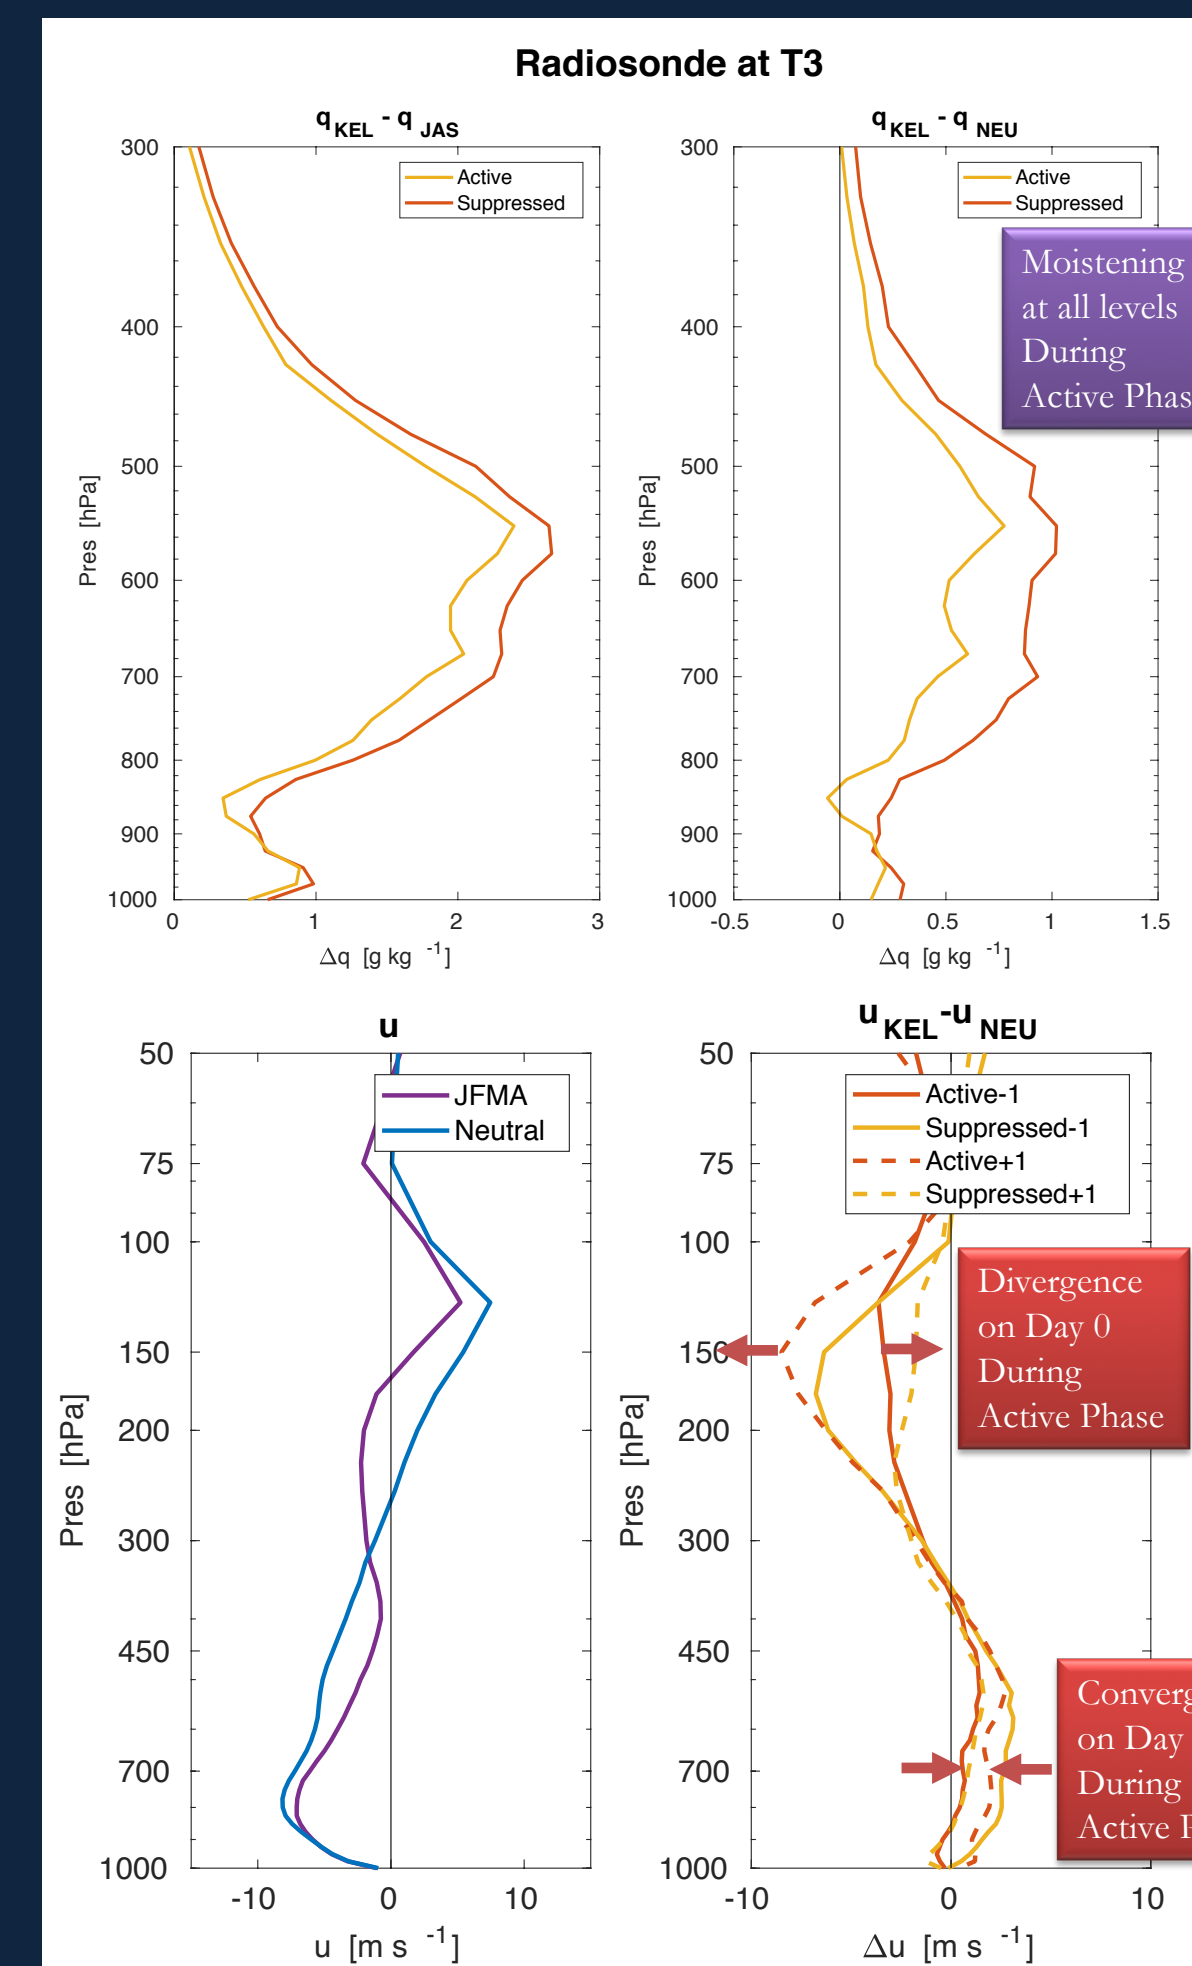 Radiosonde at T3
q KEL - q JAS
300
400
500
600
700
800
900
1000
Pres [hPa]
Active
Suppressed
0 1 2 3
Δq [g kg -1]
q KEL - q NEU
300
400
500
600
700
800
900
1000
Pres [hPa]
Active
Suppressed
-0.5 0 0.5 1 1.5
Δq [g kg -1]
Moistening
at all levels
During
Active Phas
u
50
75
100
150
200
300
450
700
1000
Pres [hPa]
JFMA
Neutral
-10 0 10
u [m s -1]
u KEL -u NEU
50
75
100
150
200
300
450
700
1000
Pres [hPa]
Active-1
Suppressed-1
Active+1
Suppressed+1
-10 0 10
Δu [m s -1]
Divergence
on Day 0
During
Active Phase
Converg
on Day
During
Active P